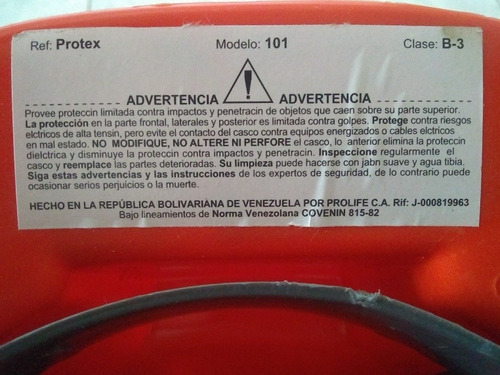 Ref: Protex Modelo: 101 Clase: B-3
ADVERTENCIA ADVERTENCIA
Provee proteccin limitada contra impactos y penetracin de objetos que caen sobre su parte superior.
La protección en la parte frontal, laterales y posterior es limitada contra golpes. Protege contra riesgos
elctricos de alta tensin, pero evite el contacto del casco contra equipos energizados o cables elctricos
en mal estado. NO MODIFIQUE, NO ALTERE NI PERFORE el casco, lo anterior elimina la proteccin
dielctrica y disminuye la protección contra impactos y penetracin. Inspeccione regularmente el
casco y reemplace las partes deterioradas. Su limpieza puede hacerse con jabn suave y agua tibia.
Siga estas advertencias y las instrucciones de los expertos de seguridad, de lo contrario puede
ocasionar serios perjuicios o la muerte.
HECHO EN LA REPÚBLICA BOLIVARIANA DE VENEZUELA POR PROLIFE C.A. Rif: J-000819963
Bajo lineamientos de Norma Venezolana COVENIN 815-82